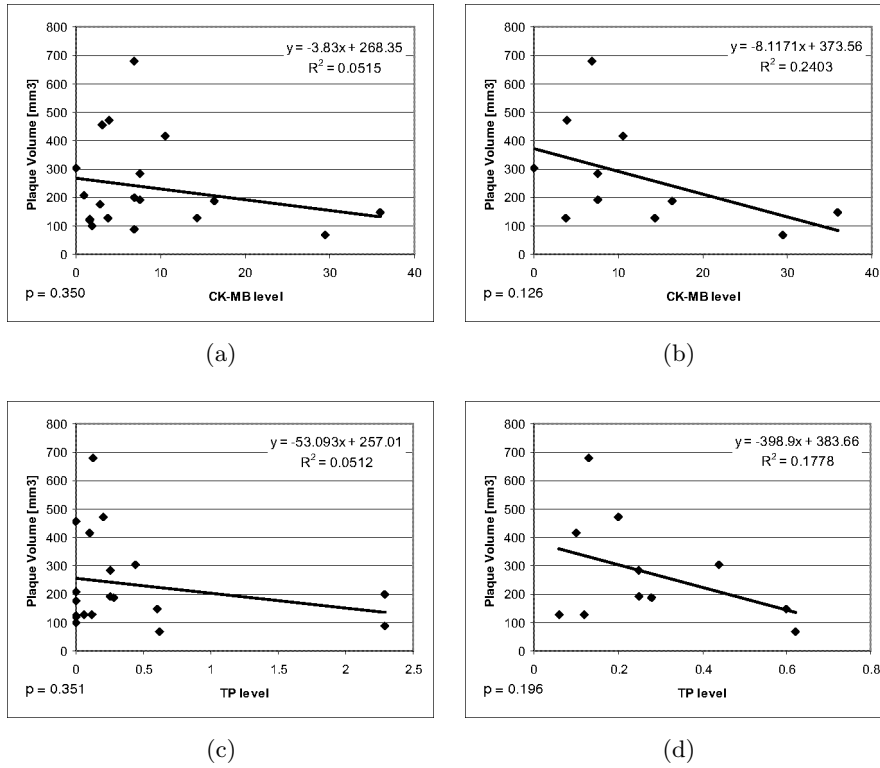 800
700
600
500
400
300
200
100
0
Plaque Volume [mm3]
y = -3.83x + 268.35
R² = 0.0515
0 10 20 30 40
p = 0.350
CK-MB level
(a)
800
700
600
500
400
300
200
100
0
Plaque Volume [mm3]
y = -8.1171x + 373.56
R² = 0.2403
0 10 20 30 40
p = 0.126
CK-MB level
(b)
800
700
600
500
400
300
200
100
0
Plaque Volume [mm3]
y = -53.093x + 257.01
R² = 0.0512
0 0.5 1 1.5 2 2.5
p = 0.351
TP level
(c)
800
700
600
500
400
300
200
100
0
Plaque Volume [mm3]
y = -398.9x + 383.66
R² = 0.1778
0 0.2 0.4 0.6 0.8
p = 0.196
TP level
(d)